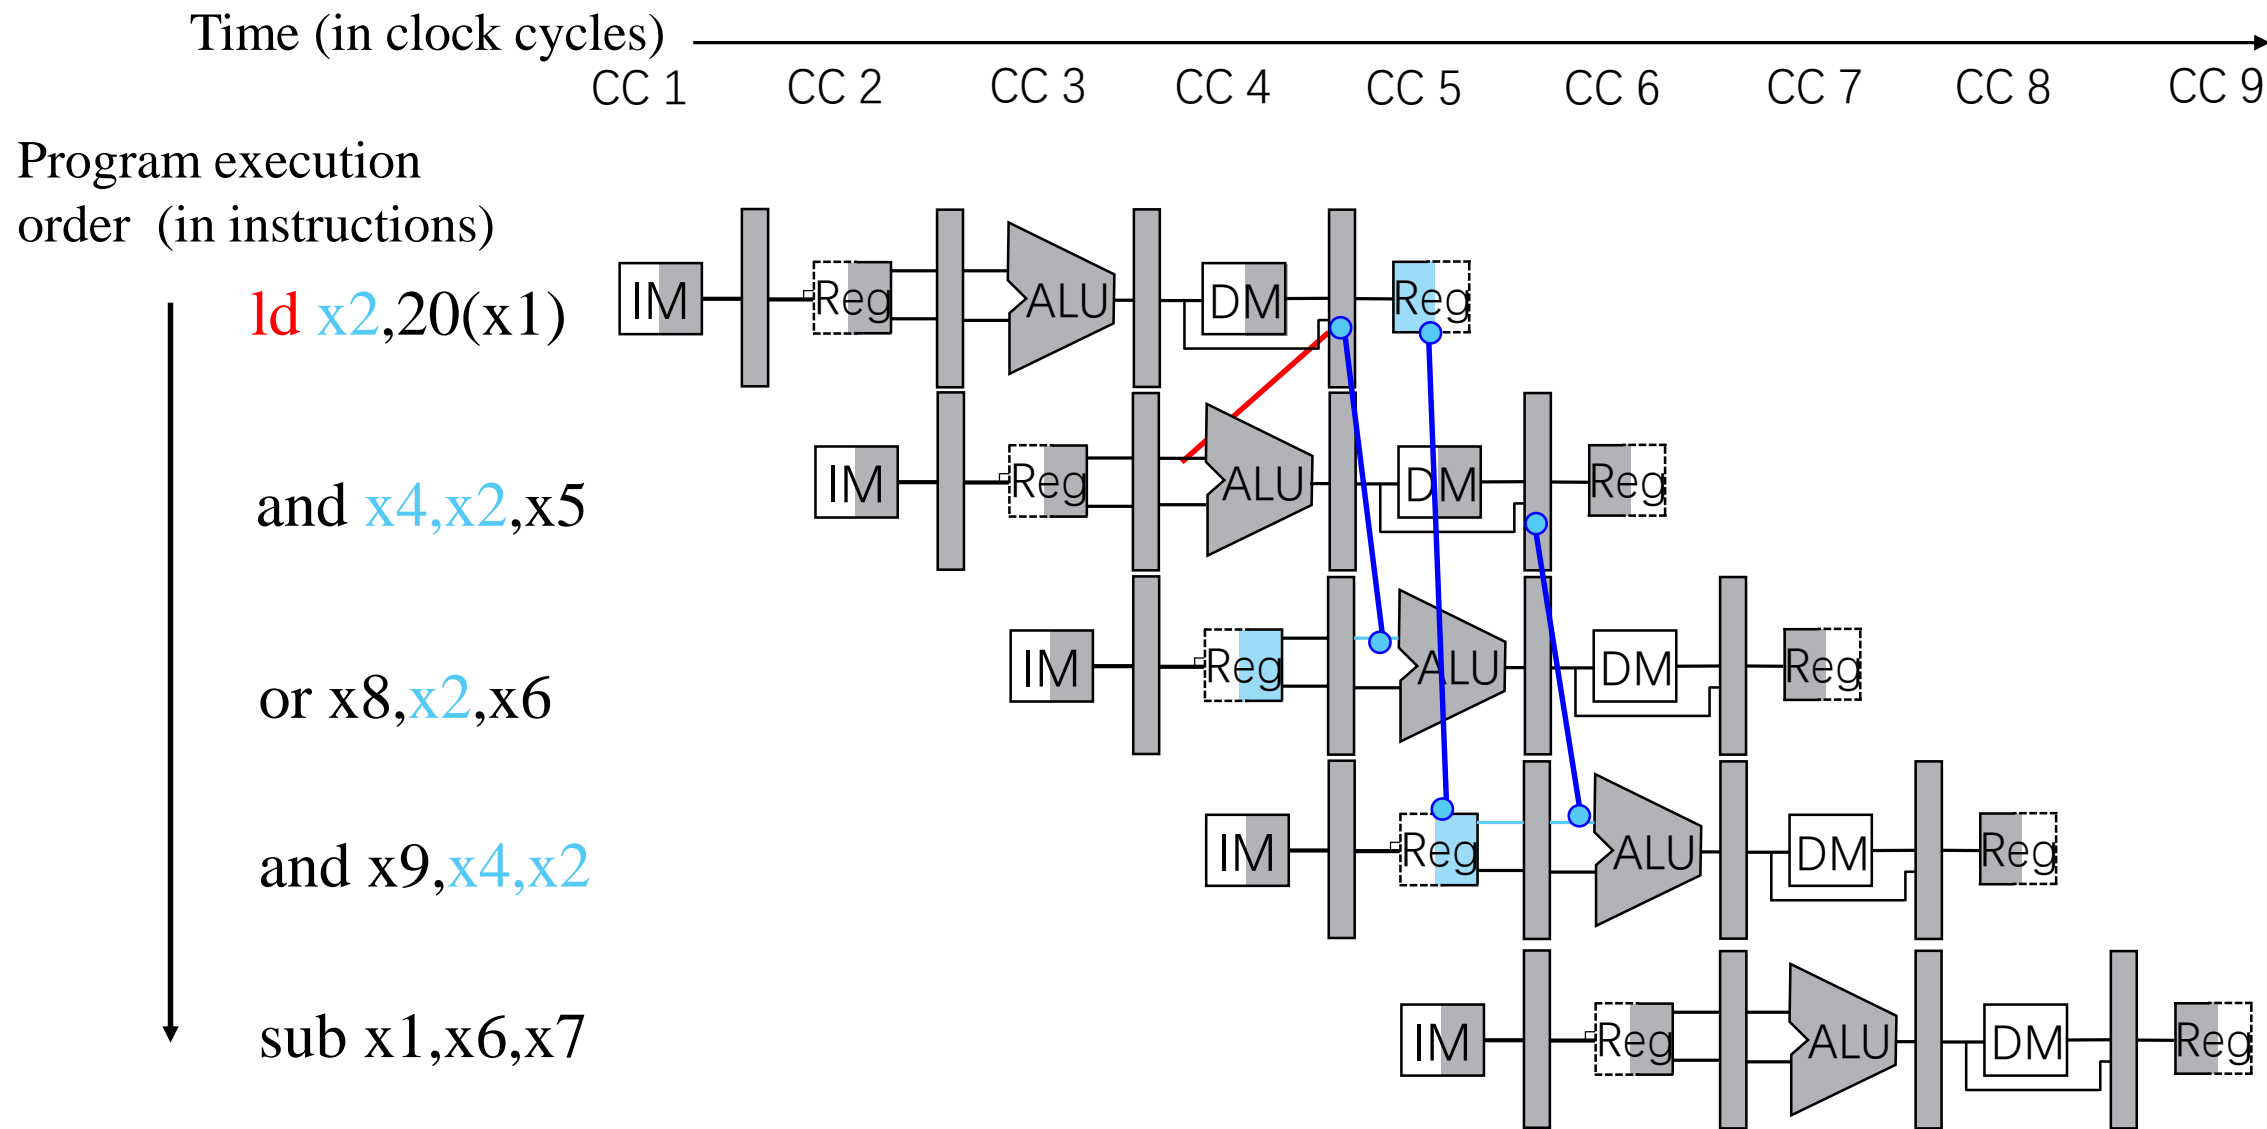 Time (in clock cycles)
CC 1 CC 2 CC 3 CC 4 CC 5 CC 6 CC 7 CC 8 CC 9
Program execution
order (in instructions)
ld x2,20(x1)
IM Reg ALU DM Reg
and x4,x2,x5
IM Reg ALU DM Reg
or x8,x2,x6
IM Reg ALU DM Reg
and x9,x4,x2
IM Reg ALU DM Reg
sub x1,x6,x7
IM Reg ALU DM Reg